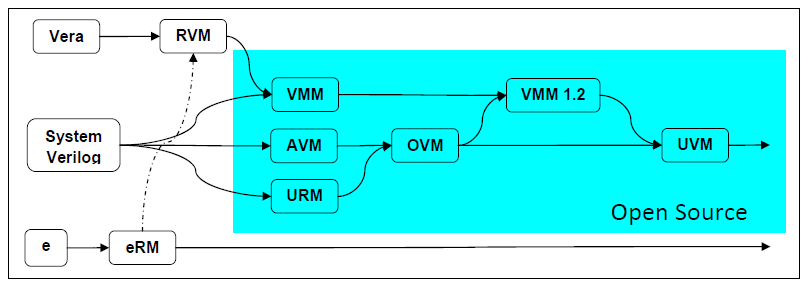 Vera
RVM
VMM
VMM 1.2
System
Verilog
AVM
OVM
UVM
URM
Open Source
e
eRM